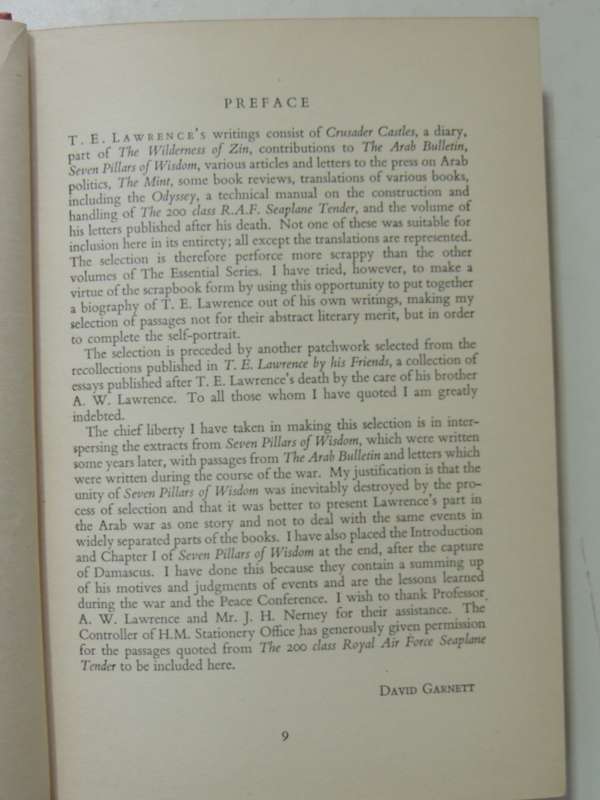 PREFACE
T. E. LAWRENCE'S writings consist of Crusader Castles, a diary,
part of The Wilderness of Zin, contributions to The Arab Bulletin,
Seven Pillars of Wisdom, various articles and letters to the press on Arab
politics, The Mint, some book reviews, translations of various books,
including the Odyssey, a technical manual on the construction and
handling of The 200 class R.A.F. Seaplane Tender, and the volume of
his letters published after his death. Not one of these was suitable for
inclusion here in its entirety; all except the translations are represented.
The selection is therefore perforce more scrappy than the other
volumes of The Essential Series. I have tried, however, to make a
virtue of the scrapbook form by using this opportunity to put together
a biography of T. E. Lawrence out of his own writings, making my
selection of passages not for their abstract literary merit, but in order
to complete the self-portrait.
The selection is preceded by another patchwork selected from the
recollections published in T. E. Lawrence by his Friends, a collection of
essays published after T. E. Lawrence's death by the care of his brother
A. W. Lawrence. To all those whom I have quoted I am greatly
indebted.
The chief liberty I have taken in making this selection is in inter-
spersing the extracts from Seven Pillars of Wisdom, which were written
some years later, with passages from The Arab Bulletin and letters which
were written during the course of the war. My justification is that the
unity of Seven Pillars of Wisdom was inevitably destroyed by the pro-
cess of selection and that it was better to present Lawrence's part in
the Arab war as one story and not to deal with the same events in
widely separated parts of the books. I have also placed the Introduction
and Chapter I of Seven Pillars of Wisdom at the end, after the capture
of Damascus. I have done this because they contain a summing up
of his motives and judgments of events and are the lessons learned
during the war and the Peace Conference. I wish to thank Professor
A. W. Lawrence and Mr. J. H. Nerney for their assistance. The
Controller of H.M. Stationery Office has generously given permission
for the passages quoted from The 200 class Royal Air Force Seaplane
Tender to be included here.
DAVID GARNETT
9